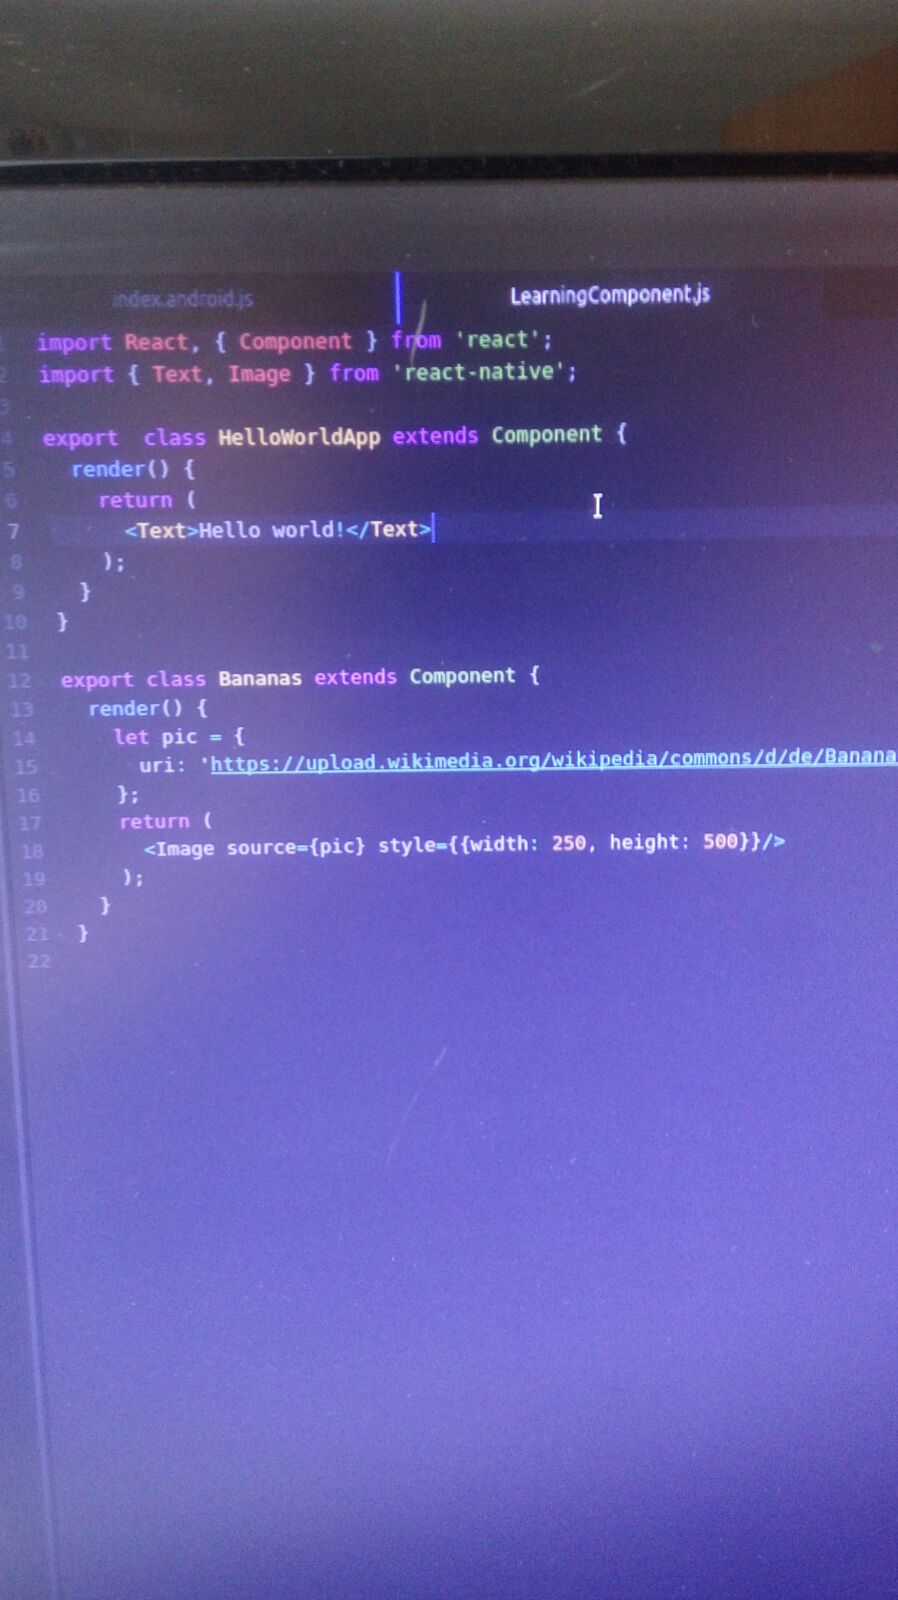 index.android.js
LearningComponent.js
1 import React, { Component } from 'react';
2 import { Text, Image } from 'react-native';
3
4 export  class HelloWorldApp extends Component {
5   render() {
6     return (
7       <Text>Hello world!</Text>
8     );
9   }
10 }
11
12 export class Bananas extends Component {
13   render() {
14     let pic = {
15       uri: 'https://upload.wikimedia.org/wikipedia/commons/d/de/Banana
16     };
17     return (
18       <Image source={pic} style={{width: 250, height: 500}}/>
19     );
20   }
21 }
22